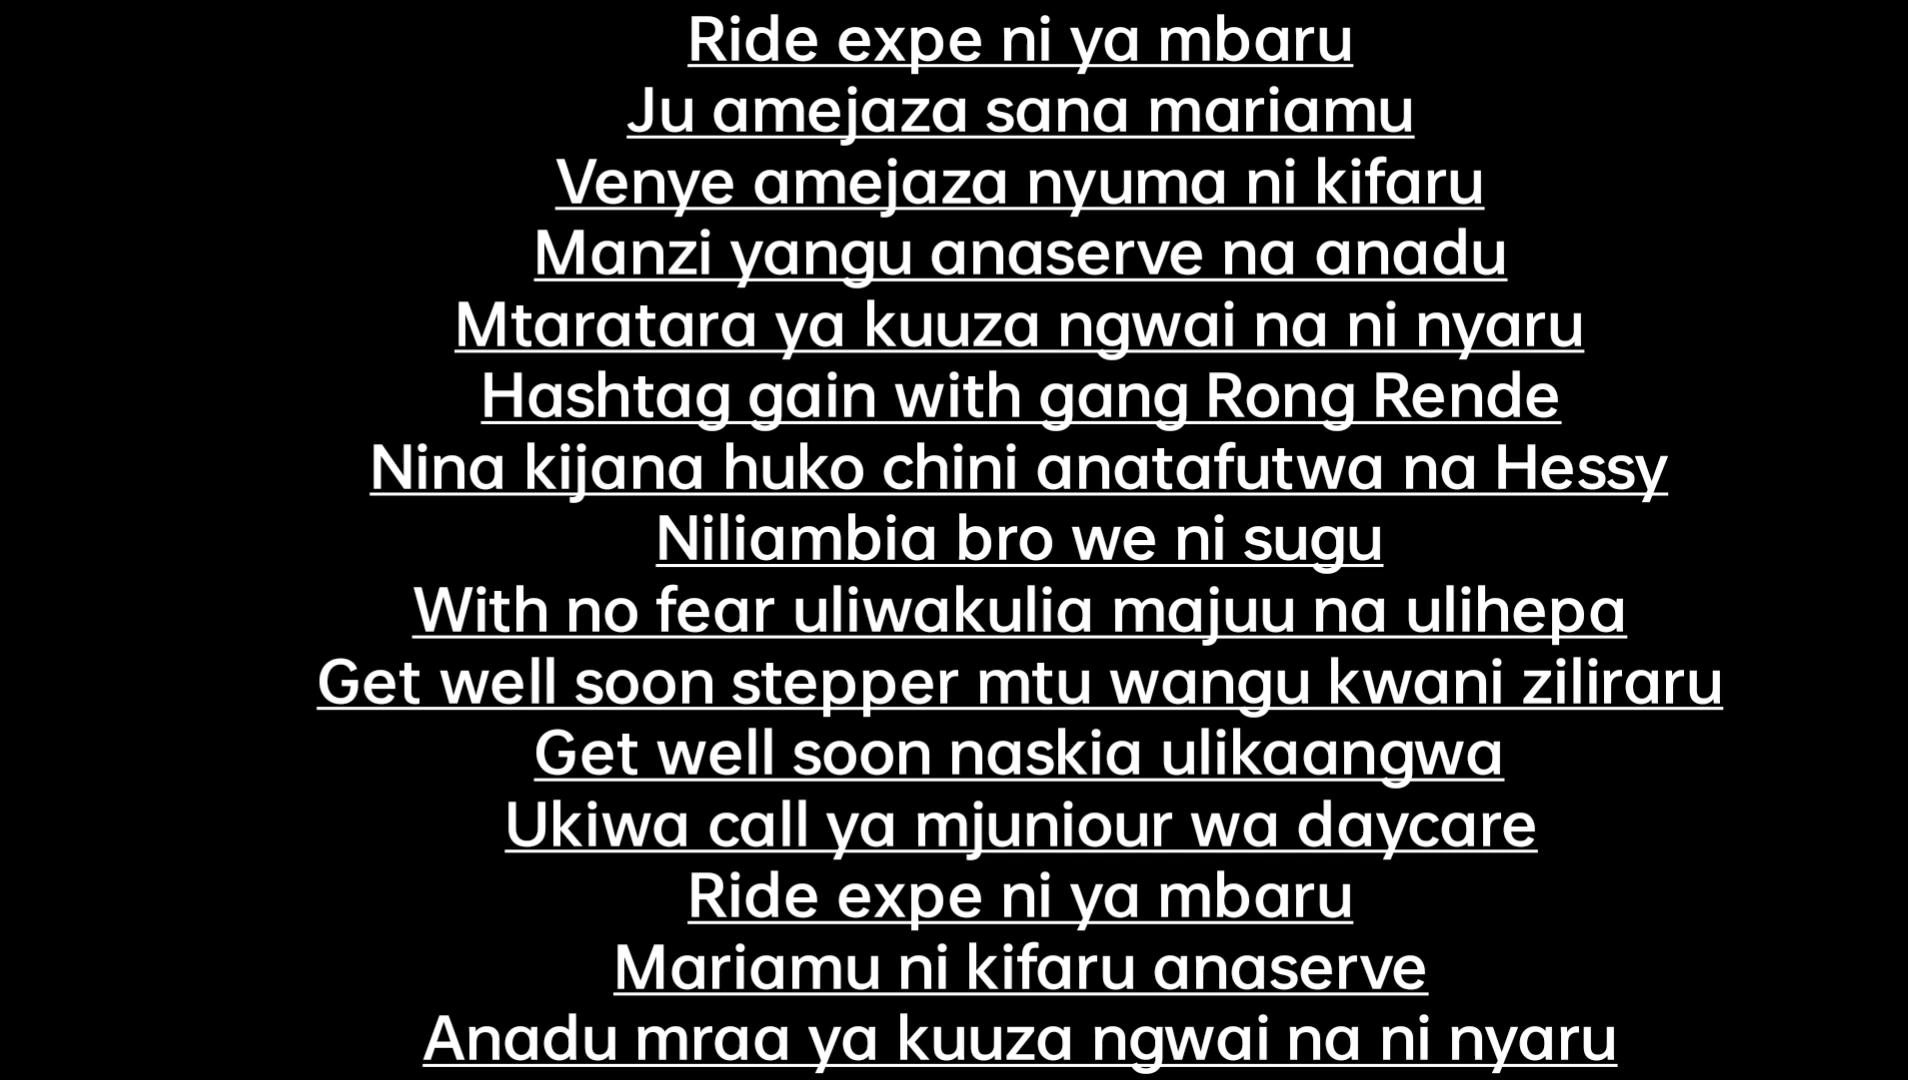 Ride expe ni ya mbaru
Ju amejaza sana mariamu
Venye amejaza nyuma ni kifaru
Manzi yangu anaserve na anadu
Mtaratara ya kuuza ngwai na ni nyaru
Hashtag gain with gang Rong Rende
Nina kijana huko chini anatafutwa na Hessy
Niliambia bro we ni sugu
With no fear uliwakulia majuu na ulihepa
Get well soon stepper mtu wangu kwani ziliraru
Get well soon naskia ulikaangwa
Ukiwa call ya mjuniour wa daycare
Ride expe ni ya mbaru
Mariamu ni kifaru anaserve
Anadu mraa ya kuuza ngwai na ni nyaru